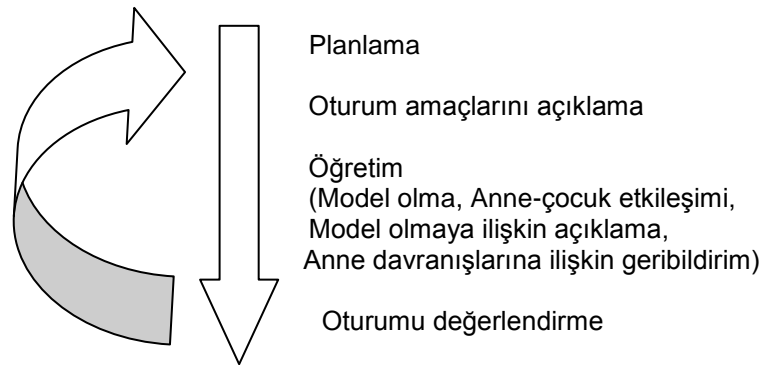 Planlama
Oturum amaçlarını açıklama
Öğretim
(Model olma, Anne-çocuk etkileşimi,
Model olmaya ilişkin açıklama,
Anne davranışlarına ilişkin geribildirim)
Oturumu değerlendirme